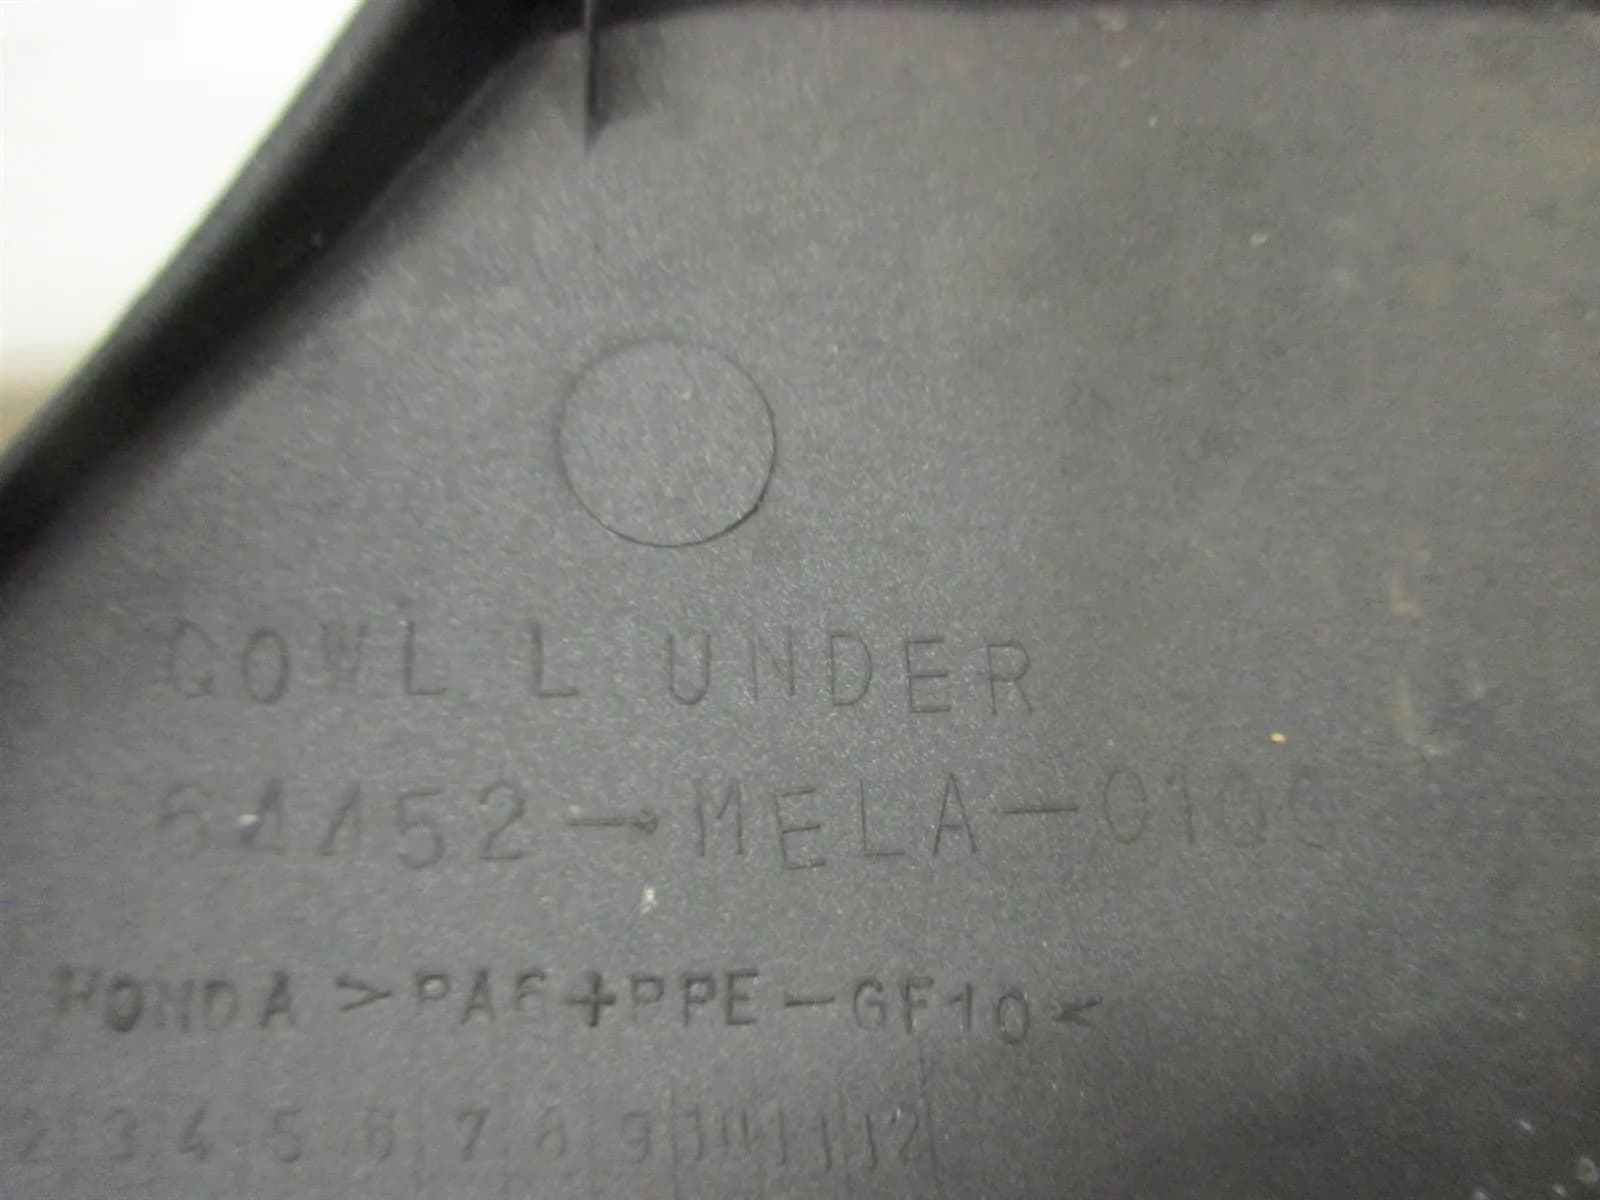 COWL L UNDER
64452-MELA-0100
HONDA >PA6+PPE-GF10<
2 3 4 5 6 7 8 9 10 11 12